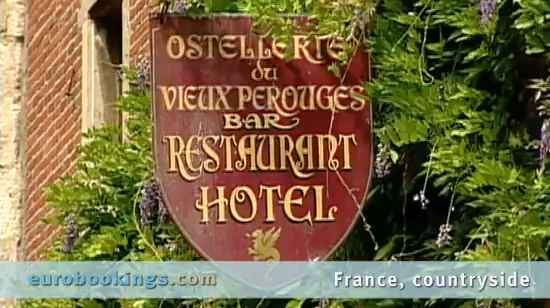 OSTELLERIE
du
VIEUX PEROUGES
BAR
RESTAURANT
HOTEL
eurobookings.com
France, countryside